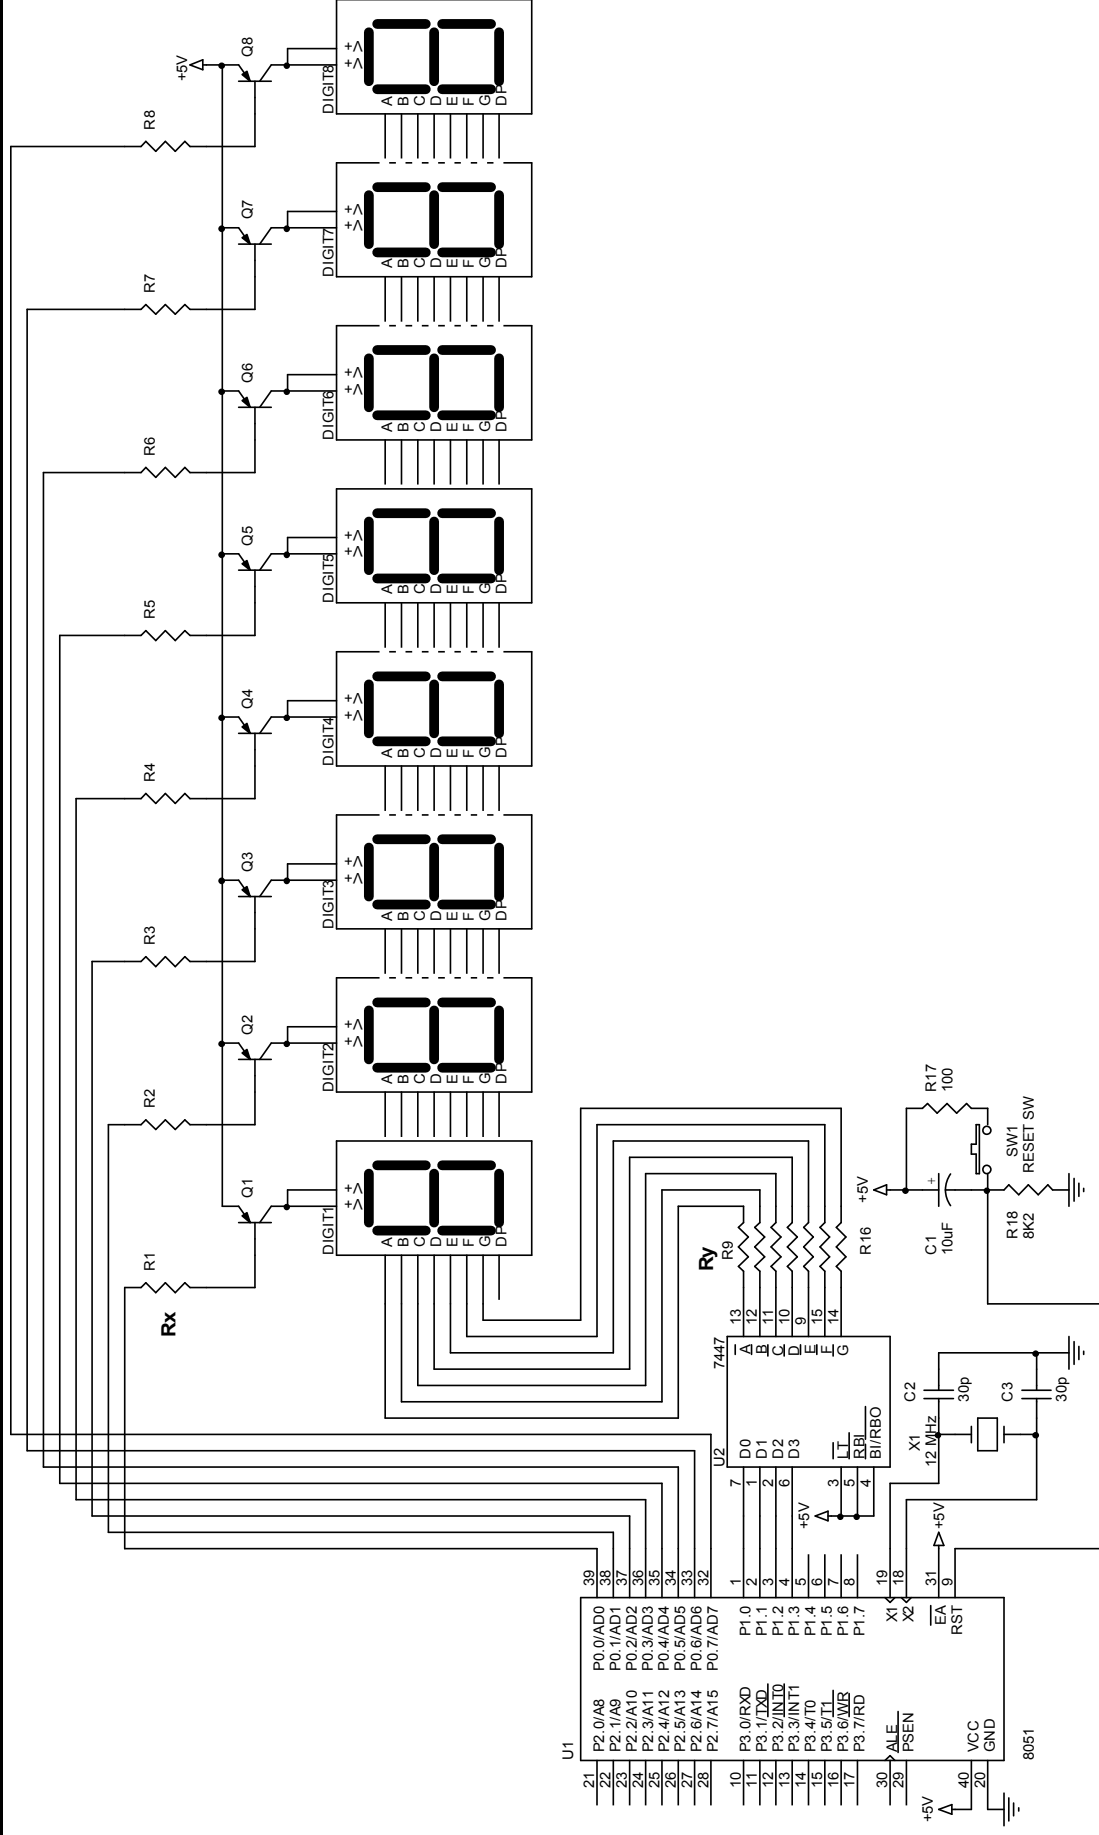 +5V
R8
Q8
DIGIT8
+V
+V
A
B
C
D
E
F
G
DP
R7
Q7
DIGIT7
+V
+V
A
B
C
D
E
F
G
DP
R6
Q6
DIGIT6
+V
+V
A
B
C
D
E
F
G
DP
R5
Q5
DIGIT5
+V
+V
A
B
C
D
E
F
G
DP
R4
Q4
DIGIT4
+V
+V
A
B
C
D
E
F
G
DP
R3
Q3
DIGIT3
+V
+V
A
B
C
D
E
F
G
DP
R2
Q2
DIGIT2
+V
+V
A
B
C
D
E
F
G
DP
R1
Rx
Q1
DIGIT1
+V
+V
A
B
C
D
E
F
G
DP
Ry
R9
R16
7447
13
12
11
10
9
15
14
A
B
C
D
E
F
G
U2
D0
D1
D2
D3
LT
RBI
BI/RBO
7
1
2
6
3
5
4
+5V
+5V
C1
10uF
+
R17
100
SW1
RESET SW
R18
8K2
C2
30p
C3
30p
X1
12 MHz
+5V
39
38
37
36
35
34
33
32
1
2
3
4
5
6
7
8
19
18
31
9
P0.0/AD0
P0.1/AD1
P0.2/AD2
P0.3/AD3
P0.4/AD4
P0.5/AD5
P0.6/AD6
P0.7/AD7
P1.0
P1.1
P1.2
P1.3
P1.4
P1.5
P1.6
P1.7
X1
X2
EA
RST
U1
P2.0/A8
P2.1/A9
P2.2/A10
P2.3/A11
P2.4/A12
P2.5/A13
P2.6/A14
P2.7/A15
P3.0/RXD
P3.1/TXD
P3.2/INT0
P3.3/INT1
P3.4/T0
P3.5/T1
P3.6/WR
P3.7/RD
ALE
PSEN
VCC
GND
8051
21
22
23
24
25
26
27
28
10
11
12
13
14
15
16
17
30
29
40
20
+5V